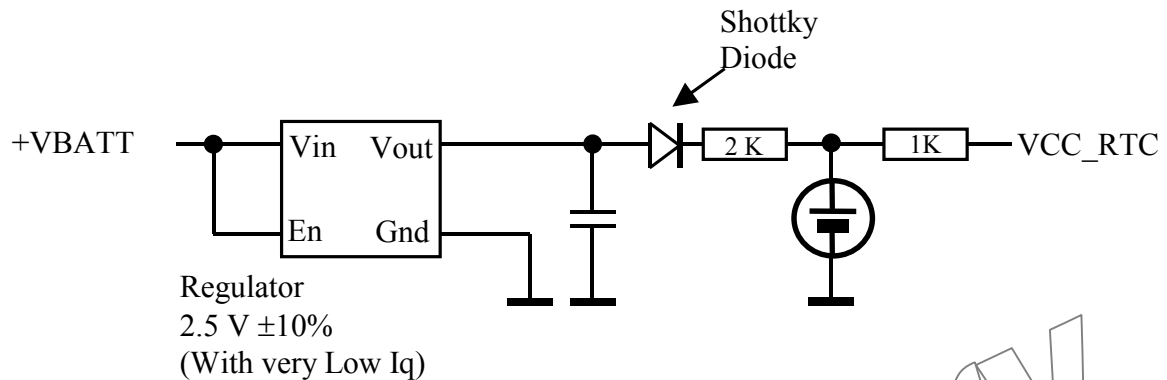 Shottky
Diode
+VBATT
Vin
Vout
2 K
1K
VCC_RTC
En
Gnd
Regulator
2.5 V ±10%
(With very Low Iq)